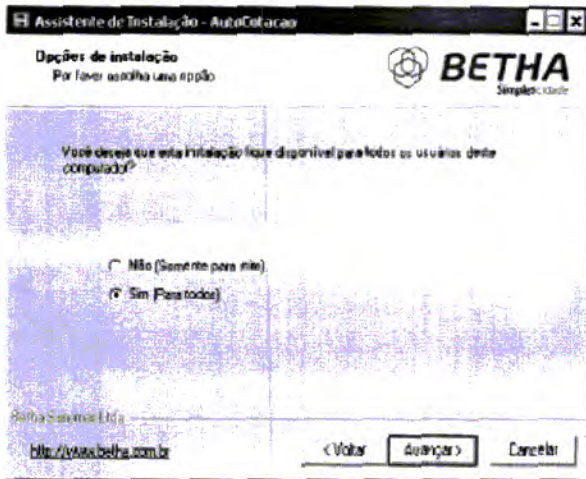 Assistente de Instalação - AutoCotacao
Opções de instalação
Por favor escolha uma opção
BETHA
Simplescidade
Você deseja que esta instalação fique disponível para todos os usuários deste
computador?
Não (Somente para mim)
Sim (Para todos)
Betha Sistemas Ltda
http://www.betha.com.br
< Voltar
Avançar >
Cancelar